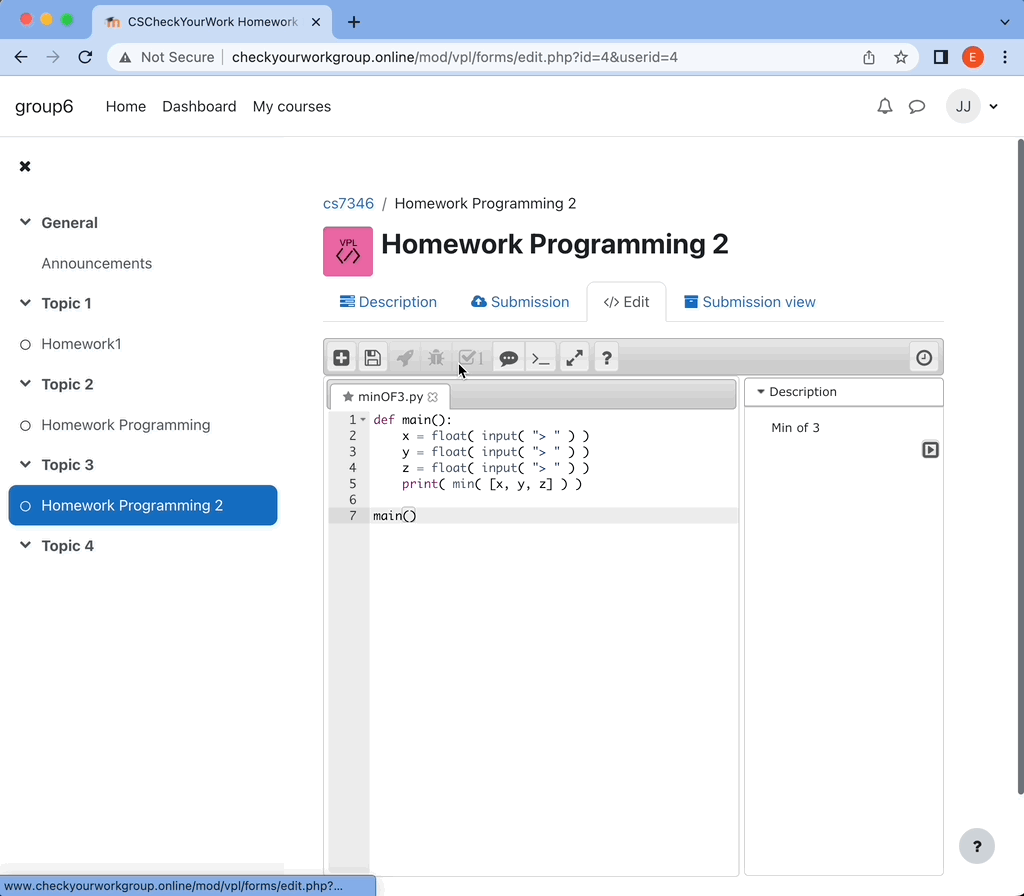 CSCheckYourWork Homework
Not Secure
checkyourworkgroup.online/mod/vpl/forms/edit.php?id=4&userid=4
E
group6
Home
Dashboard
My courses
JJ
General
Announcements
Topic 1
Homework1
Topic 2
Homework Programming
Topic 3
Homework Programming 2
Topic 4
cs7346 / Homework Programming 2
VPL
Homework Programming 2
Description
Submission
</> Edit
Submission view
1
>_
?
minOF3.py
1 def main():
2 x = float( input( "> " ) )
3 y = float( input( "> " ) )
4 z = float( input( "> " ) )
5 print( min( [x, y, z] ) )
6
7 main()
Description
Min of 3
?
www.checkyourworkgroup.online/mod/vpl/forms/edit.php?...